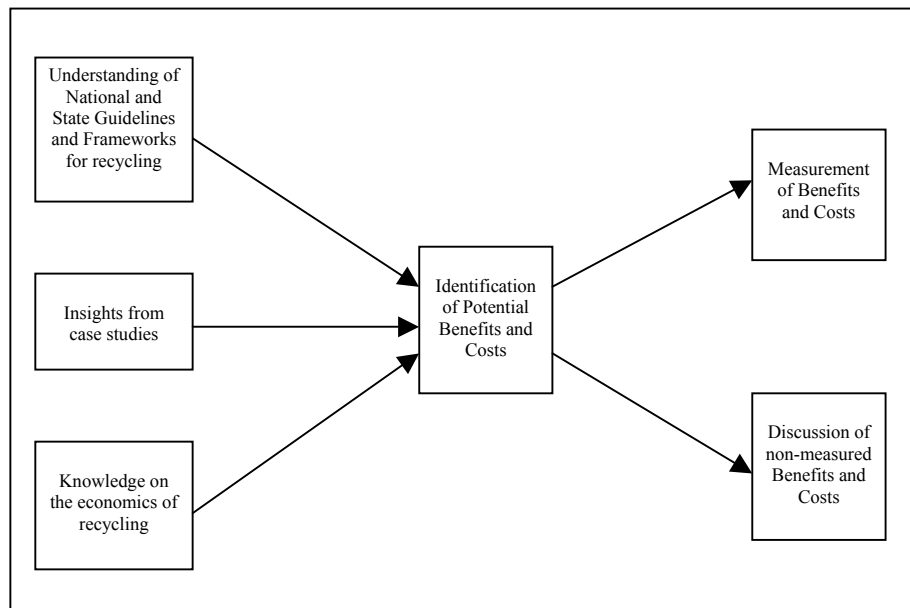 Understanding of
National and
State Guidelines
and Frameworks
for recycling
Insights from
case studies
Knowledge on
the economics of
recycling
Identification
of Potential
Benefits and
Costs
Measurement
of Benefits
and Costs
Discussion of
non-measured
Benefits and
Costs